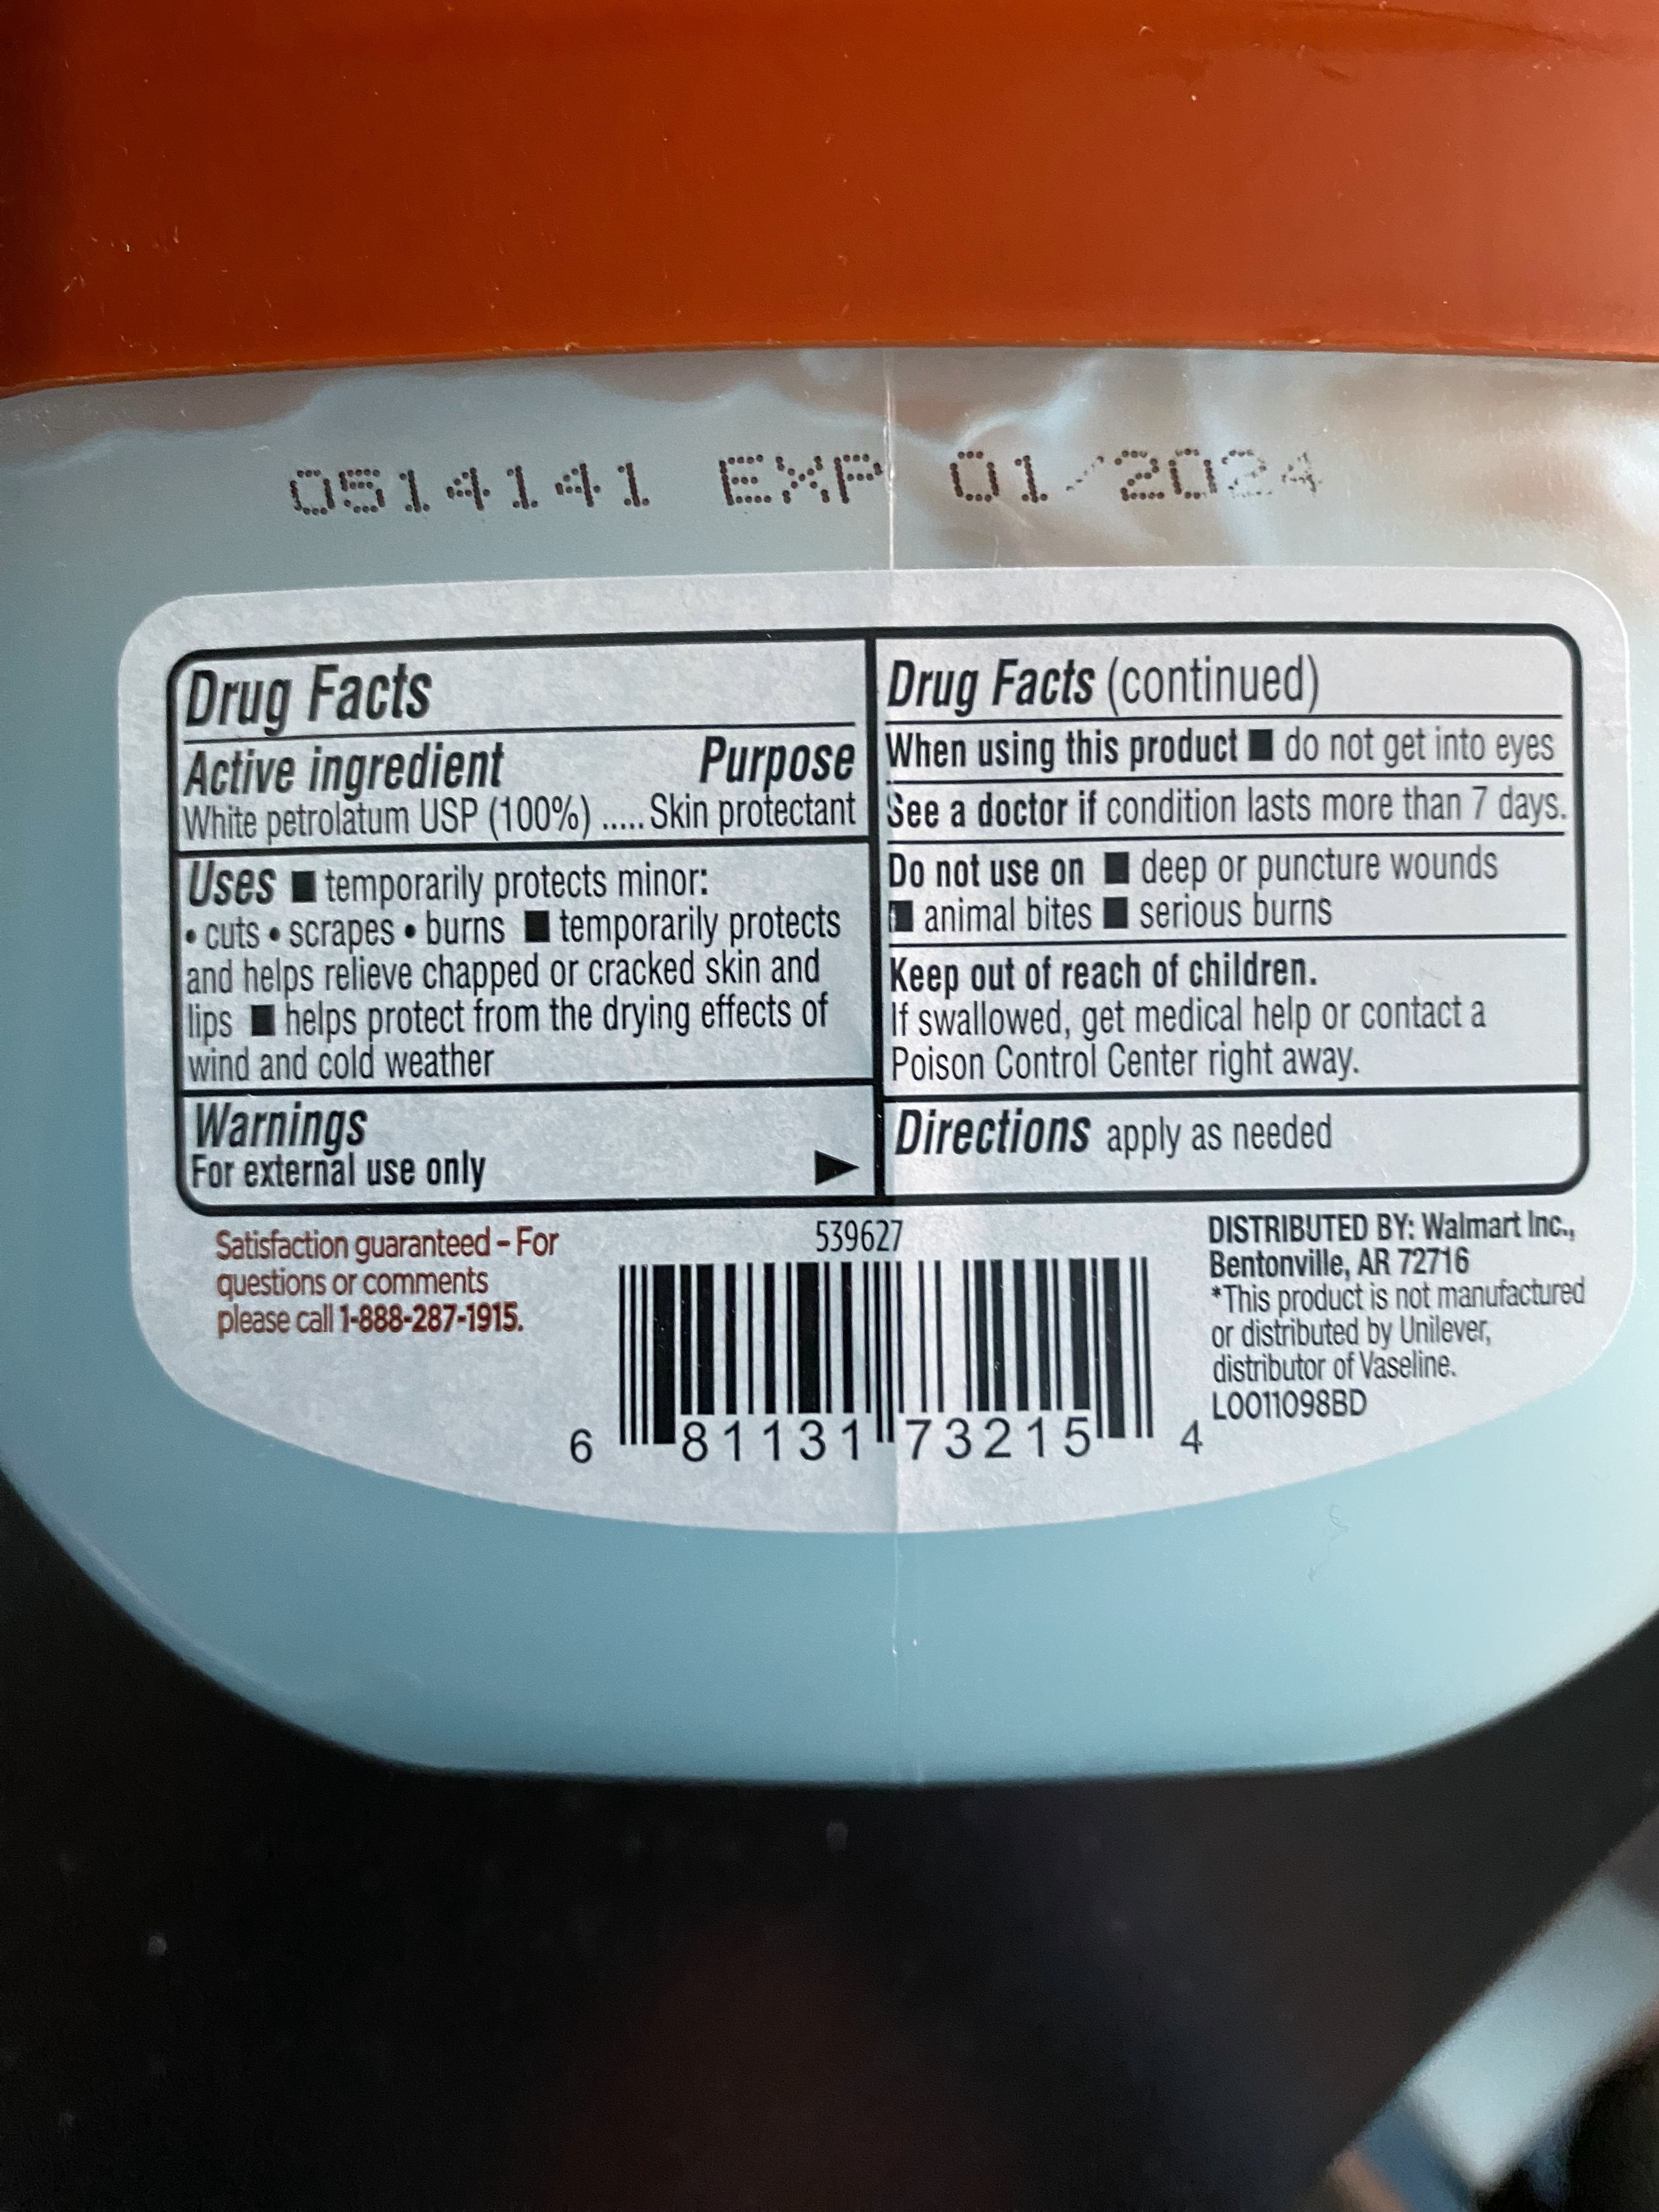 0514141 EXP 01/2024
Drug Facts
Active ingredient Purpose
White petrolatum USP (100%) ..... Skin protectant
Uses ■ temporarily protects minor:
• cuts • scrapes • burns ■ temporarily protects
and helps relieve chapped or cracked skin and
lips ■ helps protect from the drying effects of
wind and cold weather
Warnings
For external use only ▶
Drug Facts (continued)
When using this product ■ do not get into eyes
See a doctor if condition lasts more than 7 days.
Do not use on ■ deep or puncture wounds
■ animal bites ■ serious burns
Keep out of reach of children.
If swallowed, get medical help or contact a
Poison Control Center right away.
Directions apply as needed
Satisfaction guaranteed – For
questions or comments
please call 1-888-287-1915.
539627
6 81131 73215 4
DISTRIBUTED BY: Walmart Inc.,
Bentonville, AR 72716
*This product is not manufactured
or distributed by Unilever,
distributor of Vaseline.
LO011098BD